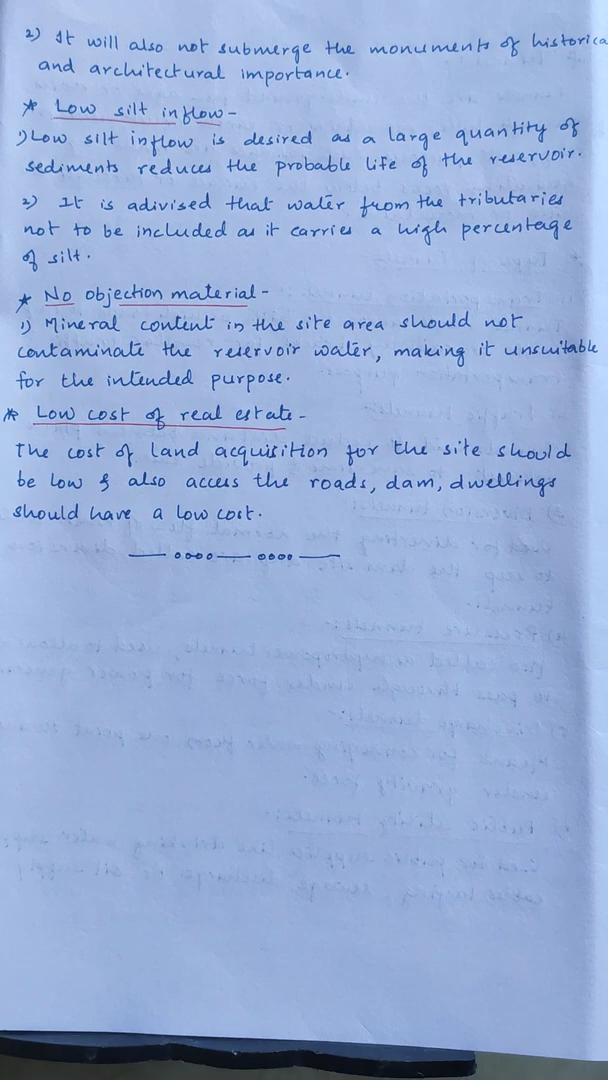 2) It will also not submerge the monuments of historica
and architectural importance.
* Low silt inflow -
1) Low silt inflow is desired as a large quantity of
sediments reduces the probable life of the reservoir.
2) It is adivised that water from the tributaries
not to be included as it carries a high percentage
of silt.
* No objection material -
1) Mineral content in the site area should not
contaminate the reservoir water, making it unsuitable
for the intended purpose.
* Low cost of real estate -
The cost of land acquisition for the site should
be low & also access the roads, dam, dwellings
should have a low cost.